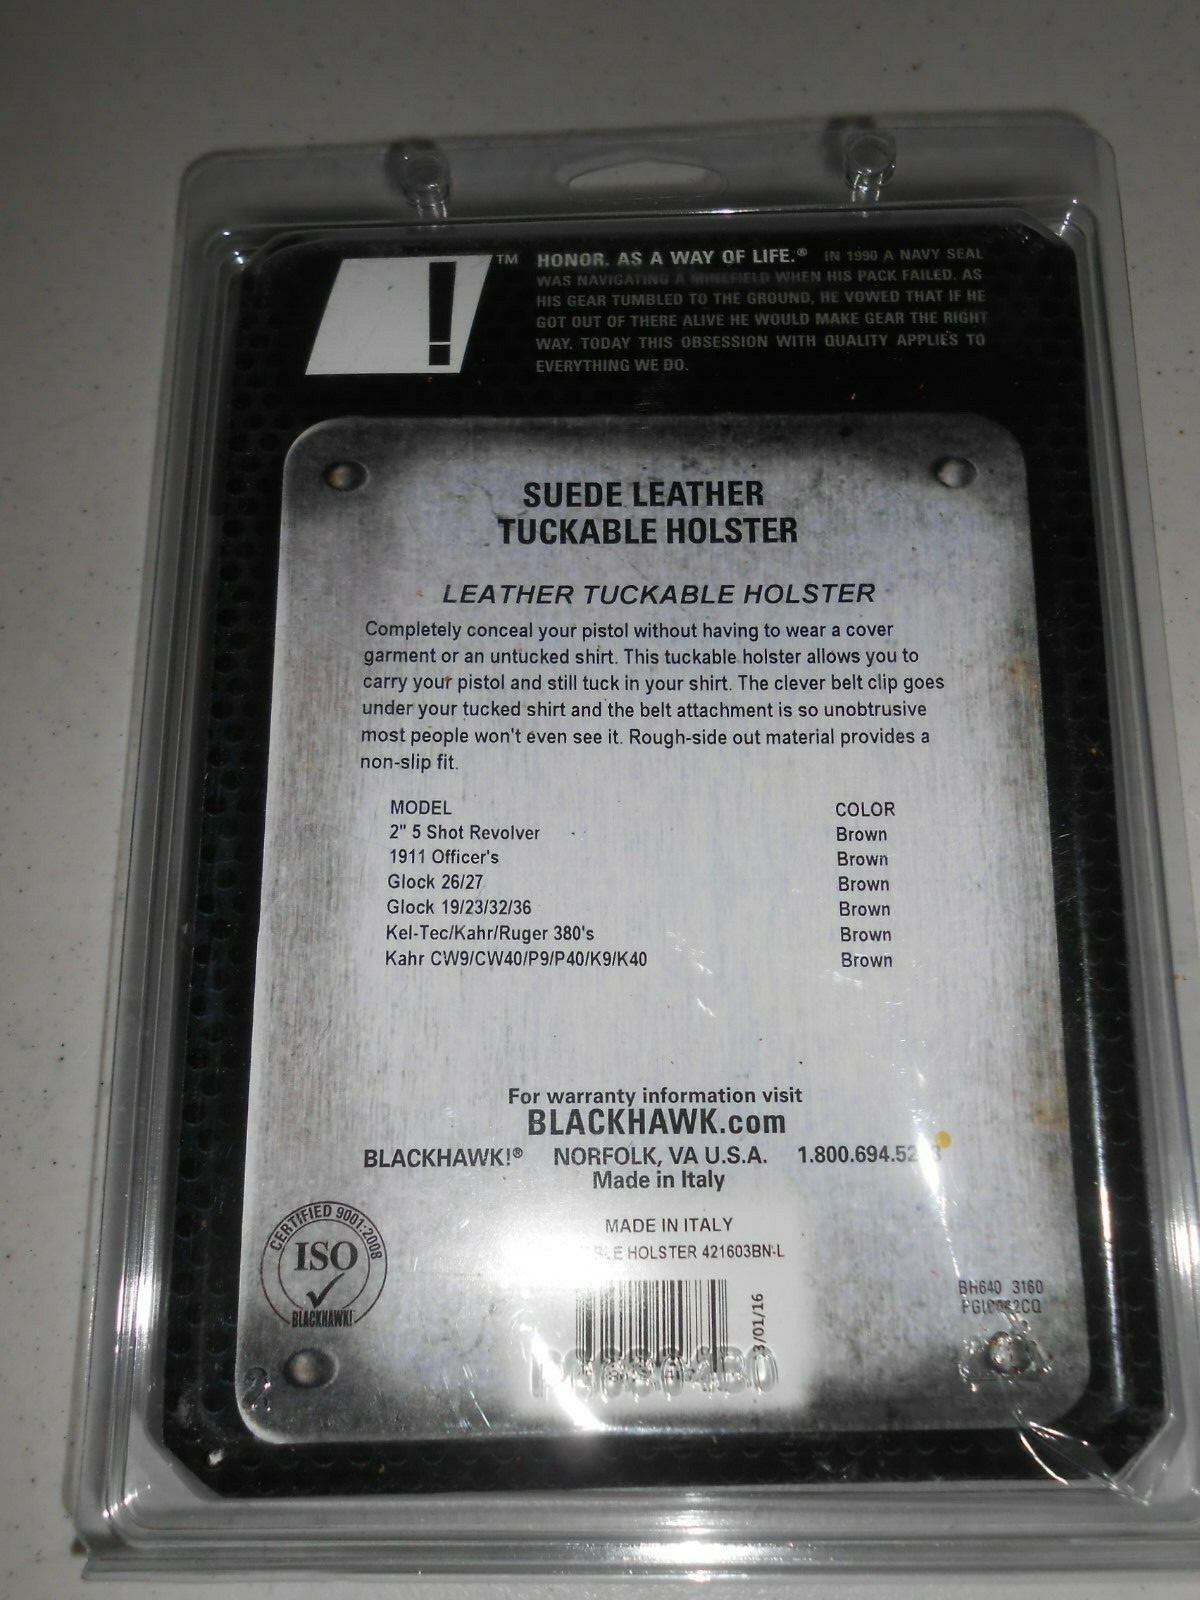 ! ™
HONOR. AS A WAY OF LIFE.® IN 1990 A NAVY SEAL
WAS NAVIGATING A MINEFIELD WHEN HIS PACK FAILED. AS
HIS GEAR TUMBLED TO THE GROUND, HE VOWED THAT IF HE
GOT OUT OF THERE ALIVE HE WOULD MAKE GEAR THE RIGHT
WAY. TODAY THIS OBSESSION WITH QUALITY APPLIES TO
EVERYTHING WE DO.
SUEDE LEATHER
TUCKABLE HOLSTER
LEATHER TUCKABLE HOLSTER
Completely conceal your pistol without having to wear a cover
garment or an untucked shirt. This tuckable holster allows you to
carry your pistol and still tuck in your shirt. The clever belt clip goes
under your tucked shirt and the belt attachment is so unobtrusive
most people won't even see it. Rough-side out material provides a
non-slip fit.
MODEL COLOR
2" 5 Shot Revolver Brown
1911 Officer's Brown
Glock 26/27 Brown
Glock 19/23/32/36 Brown
Kel-Tec/Kahr/Ruger 380's Brown
Kahr CW9/CW40/P9/P40/K9/K40 Brown
For warranty information visit
BLACKHAWK.com
BLACKHAWK!® NORFOLK, VA U.S.A.
Made in Italy
MADE IN ITALY
HOLSTER 421603BN-L
CERTIFIED 9001:2008
ISO
BLACKHAWK!
3/01/16
BH640 3160